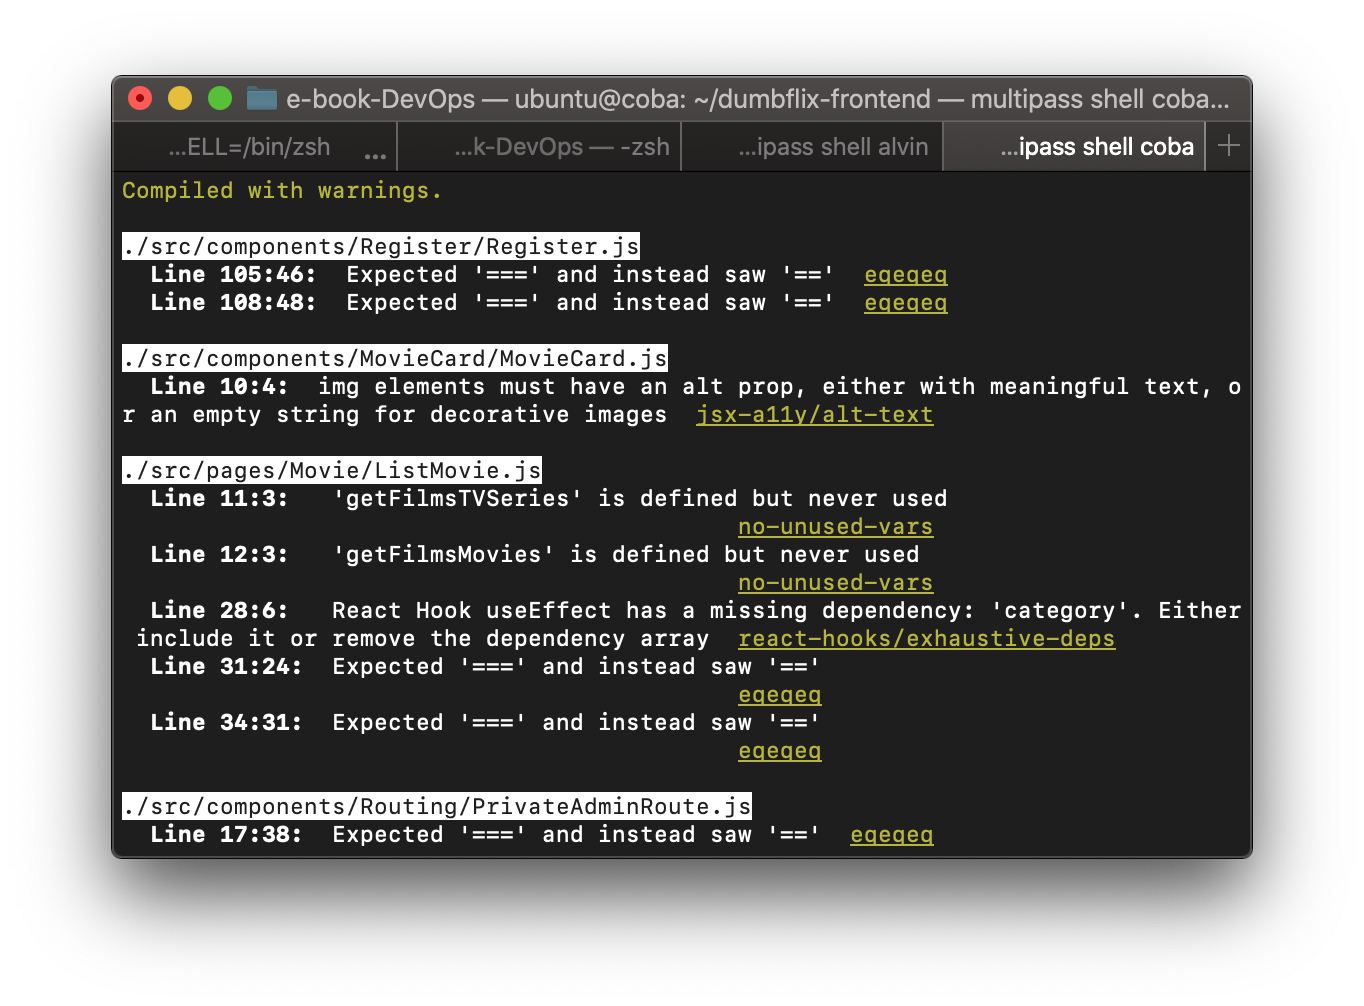 e-book-DevOps — ubuntu@coba: ~/dumbflix-frontend — multipass shell coba...
...ELL=/bin/zsh ... ...k-DevOps — -zsh ...ipass shell alvin ...ipass shell coba +
Compiled with warnings.
./src/components/Register/Register.js
Line 105:46: Expected '===' and instead saw '==' eqeqeq
Line 108:48: Expected '===' and instead saw '==' eqeqeq
./src/components/MovieCard/MovieCard.js
Line 10:4: img elements must have an alt prop, either with meaningful text, o
r an empty string for decorative images jsx-a11y/alt-text
./src/pages/Movie/ListMovie.js
Line 11:3: 'getFilmsTVSeries' is defined but never used
no-unused-vars
Line 12:3: 'getFilmsMovies' is defined but never used
no-unused-vars
Line 28:6: React Hook useEffect has a missing dependency: 'category'. Either
include it or remove the dependency array react-hooks/exhaustive-deps
Line 31:24: Expected '===' and instead saw '=='
eqeqeq
Line 34:31: Expected '===' and instead saw '=='
eqeqeq
./src/components/Routing/PrivateAdminRoute.js
Line 17:38: Expected '===' and instead saw '==' eqeqeq